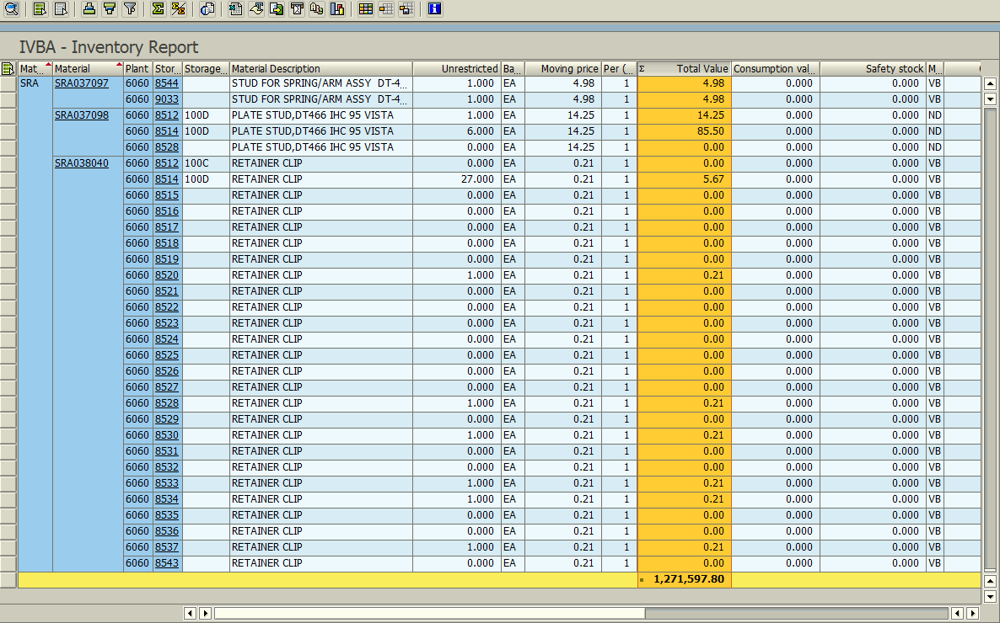 IVBA - Inventory Report
Mat... Material Plant Stor Storage... Material Description Unrestricted Ba... Moving price Per (... Σ Total Value Consumption val... Safety stock M...
SRA SRA037097 6060 8544 STUD FOR SPRING/ARM ASSY DT-4... 1.000 EA 4.98 1 4.98 0.000 0.000 VB
6060 9033 STUD FOR SPRING/ARM ASSY DT-4... 1.000 EA 4.98 1 4.98 0.000 0.000 VB
SRA037098 6060 8512 100D PLATE STUD,DT466 IHC 95 VISTA 1.000 EA 14.25 1 14.25 0.000 0.000 ND
6060 8514 100D PLATE STUD,DT466 IHC 95 VISTA 6.000 EA 14.25 1 85.50 0.000 0.000 ND
6060 8528 PLATE STUD,DT466 IHC 95 VISTA 0.000 EA 14.25 1 0.00 0.000 0.000 ND
SRA038040 6060 8512 100C RETAINER CLIP 0.000 EA 0.21 1 0.00 0.000 0.000 VB
6060 8514 100D RETAINER CLIP 27.000 EA 0.21 1 5.67 0.000 0.000 VB
6060 8515 RETAINER CLIP 0.000 EA 0.21 1 0.00 0.000 0.000 VB
6060 8516 RETAINER CLIP 0.000 EA 0.21 1 0.00 0.000 0.000 VB
6060 8517 RETAINER CLIP 0.000 EA 0.21 1 0.00 0.000 0.000 VB
6060 8518 RETAINER CLIP 0.000 EA 0.21 1 0.00 0.000 0.000 VB
6060 8519 RETAINER CLIP 0.000 EA 0.21 1 0.00 0.000 0.000 VB
6060 8520 RETAINER CLIP 1.000 EA 0.21 1 0.21 0.000 0.000 VB
6060 8521 RETAINER CLIP 0.000 EA 0.21 1 0.00 0.000 0.000 VB
6060 8522 RETAINER CLIP 0.000 EA 0.21 1 0.00 0.000 0.000 VB
6060 8523 RETAINER CLIP 0.000 EA 0.21 1 0.00 0.000 0.000 VB
6060 8524 RETAINER CLIP 0.000 EA 0.21 1 0.00 0.000 0.000 VB
6060 8525 RETAINER CLIP 0.000 EA 0.21 1 0.00 0.000 0.000 VB
6060 8526 RETAINER CLIP 0.000 EA 0.21 1 0.00 0.000 0.000 VB
6060 8527 RETAINER CLIP 0.000 EA 0.21 1 0.00 0.000 0.000 VB
6060 8528 RETAINER CLIP 1.000 EA 0.21 1 0.21 0.000 0.000 VB
6060 8529 RETAINER CLIP 0.000 EA 0.21 1 0.00 0.000 0.000 VB
6060 8530 RETAINER CLIP 1.000 EA 0.21 1 0.21 0.000 0.000 VB
6060 8531 RETAINER CLIP 0.000 EA 0.21 1 0.00 0.000 0.000 VB
6060 8532 RETAINER CLIP 0.000 EA 0.21 1 0.00 0.000 0.000 VB
6060 8533 RETAINER CLIP 1.000 EA 0.21 1 0.21 0.000 0.000 VB
6060 8534 RETAINER CLIP 1.000 EA 0.21 1 0.21 0.000 0.000 VB
6060 8535 RETAINER CLIP 0.000 EA 0.21 1 0.00 0.000 0.000 VB
6060 8536 RETAINER CLIP 0.000 EA 0.21 1 0.00 0.000 0.000 VB
6060 8537 RETAINER CLIP 1.000 EA 0.21 1 0.21 0.000 0.000 VB
6060 8543 RETAINER CLIP 0.000 EA 0.21 1 0.00 0.000 0.000 VB
1,271,597.80